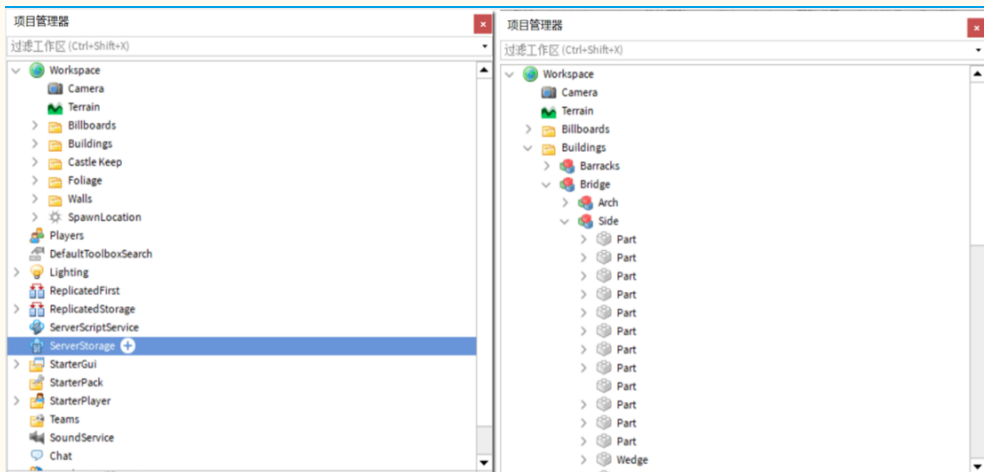 项目管理器
过滤工作区 (Ctrl+Shift+X)
Workspace
Camera
Terrain
Billboards
Buildings
Castle Keep
Foliage
Walls
SpawnLocation
Players
DefaultToolboxSearch
Lighting
ReplicatedFirst
ReplicatedStorage
ServerScriptService
ServerStorage
StarterGui
StarterPack
StarterPlayer
Teams
SoundService
Chat
项目管理器
过滤工作区 (Ctrl+Shift+X)
Workspace
Camera
Terrain
Billboards
Buildings
Barracks
Bridge
Arch
Side
Part
Part
Part
Part
Part
Part
Part
Part
Part
Part
Part
Part
Wedge